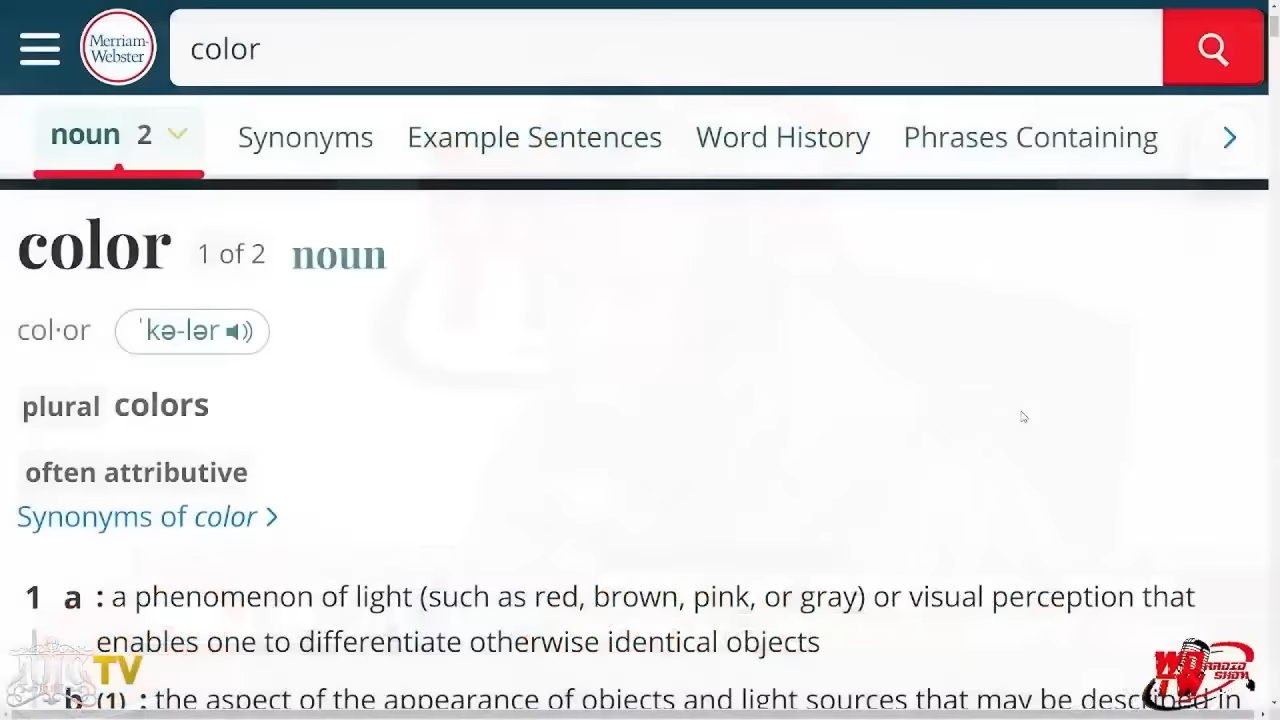 Merriam-
Webster
color
noun 2
Synonyms
Example Sentences
Word History
Phrases Containing
color 1 of 2 noun
col·or ˈkə-lər
plural colors
often attributive
Synonyms of color
1 a : a phenomenon of light (such as red, brown, pink, or gray) or visual perception that
enables one to differentiate otherwise identical objects
TV
b (1) : the aspect of the appearance of objects and light sources that may be described in
RADIO
SHOW